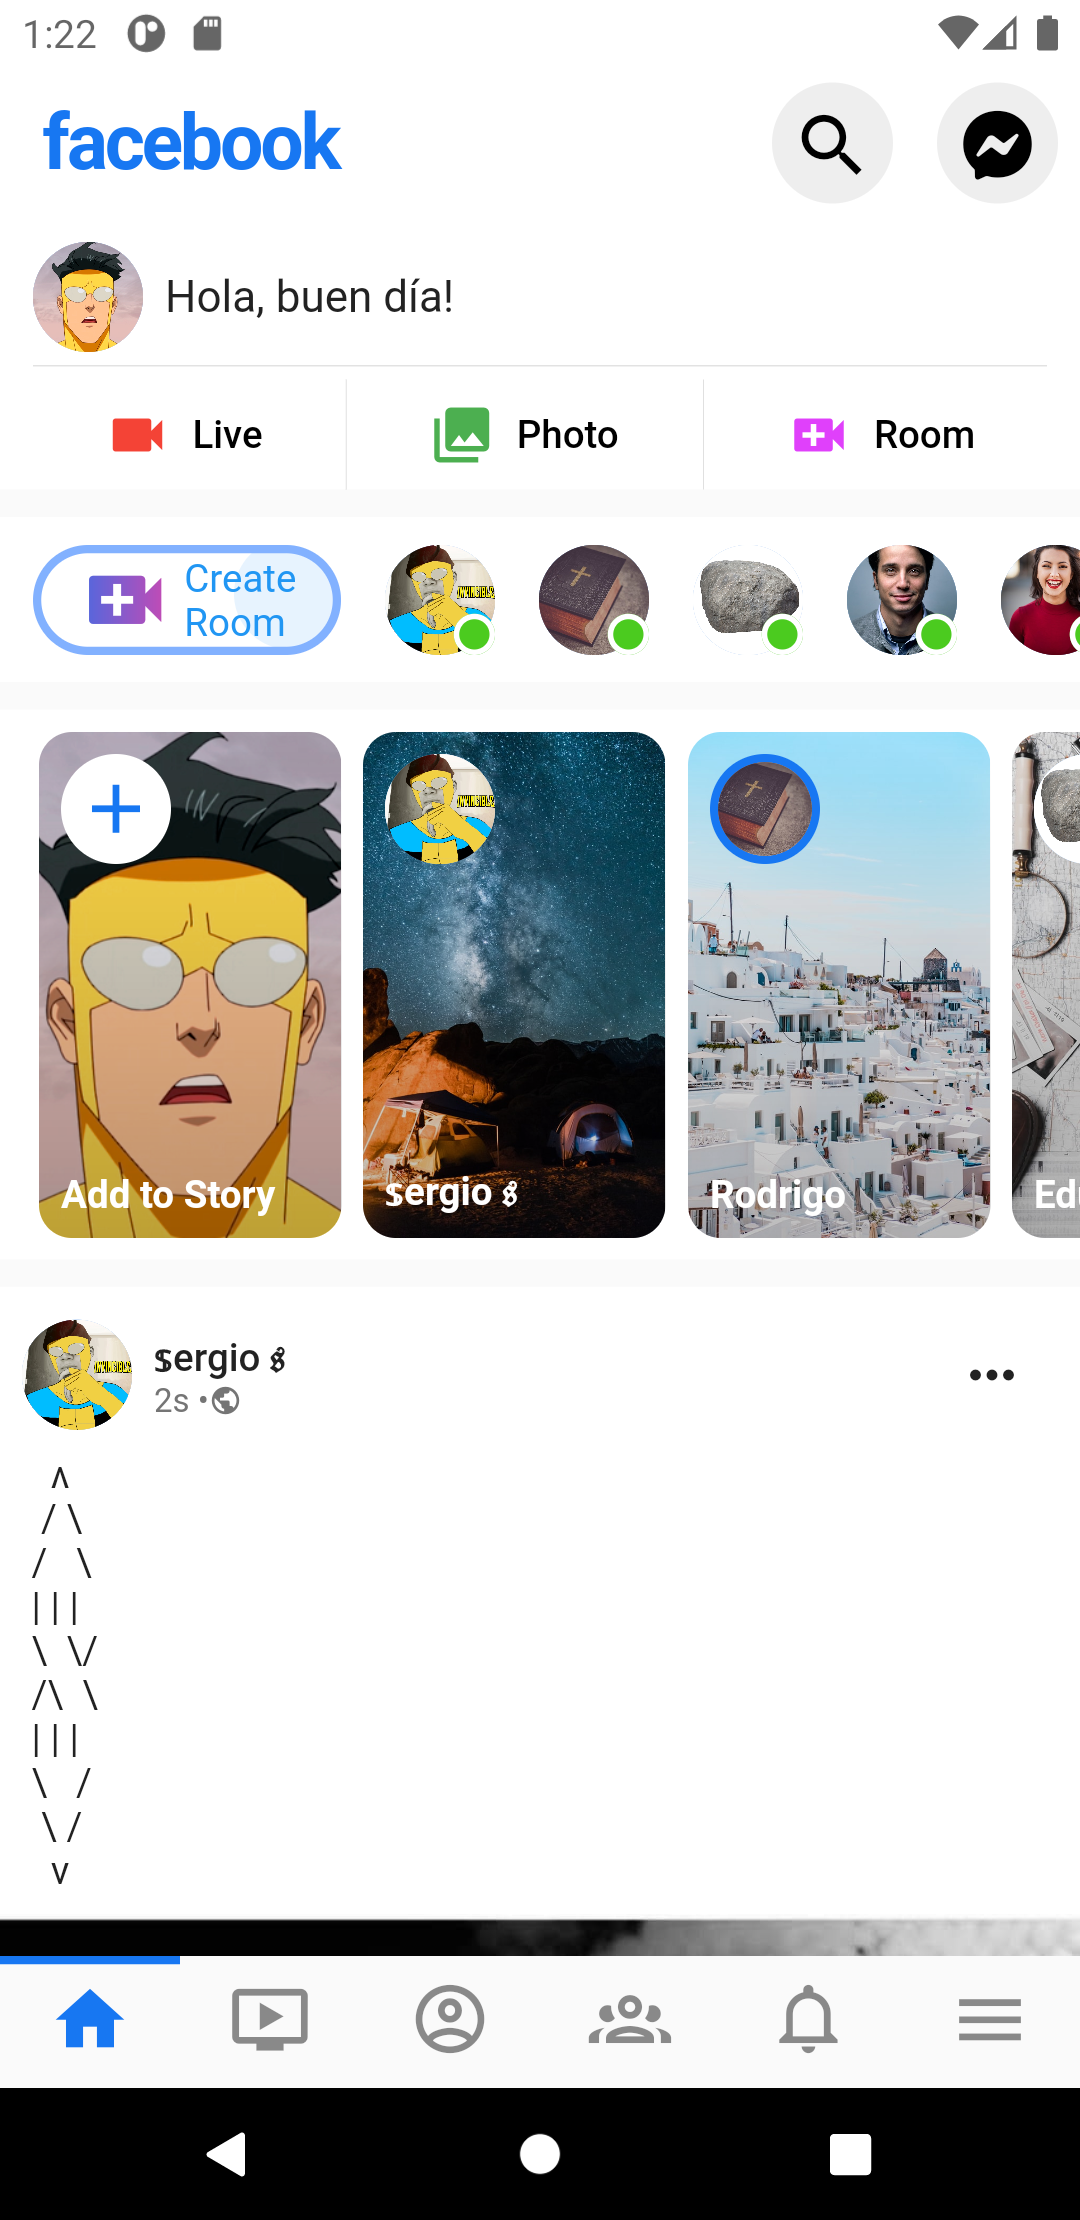 1:22
facebook
Hola, buen día!
Live
Photo
Room
Create
Room
Add to Story
sergio 𝓼
Rodrigo
Ed
sergio 𝓼
2s •
^
/ \
/   \
| | |
\  \/
/\  \
| | |
\   /
\ /
v